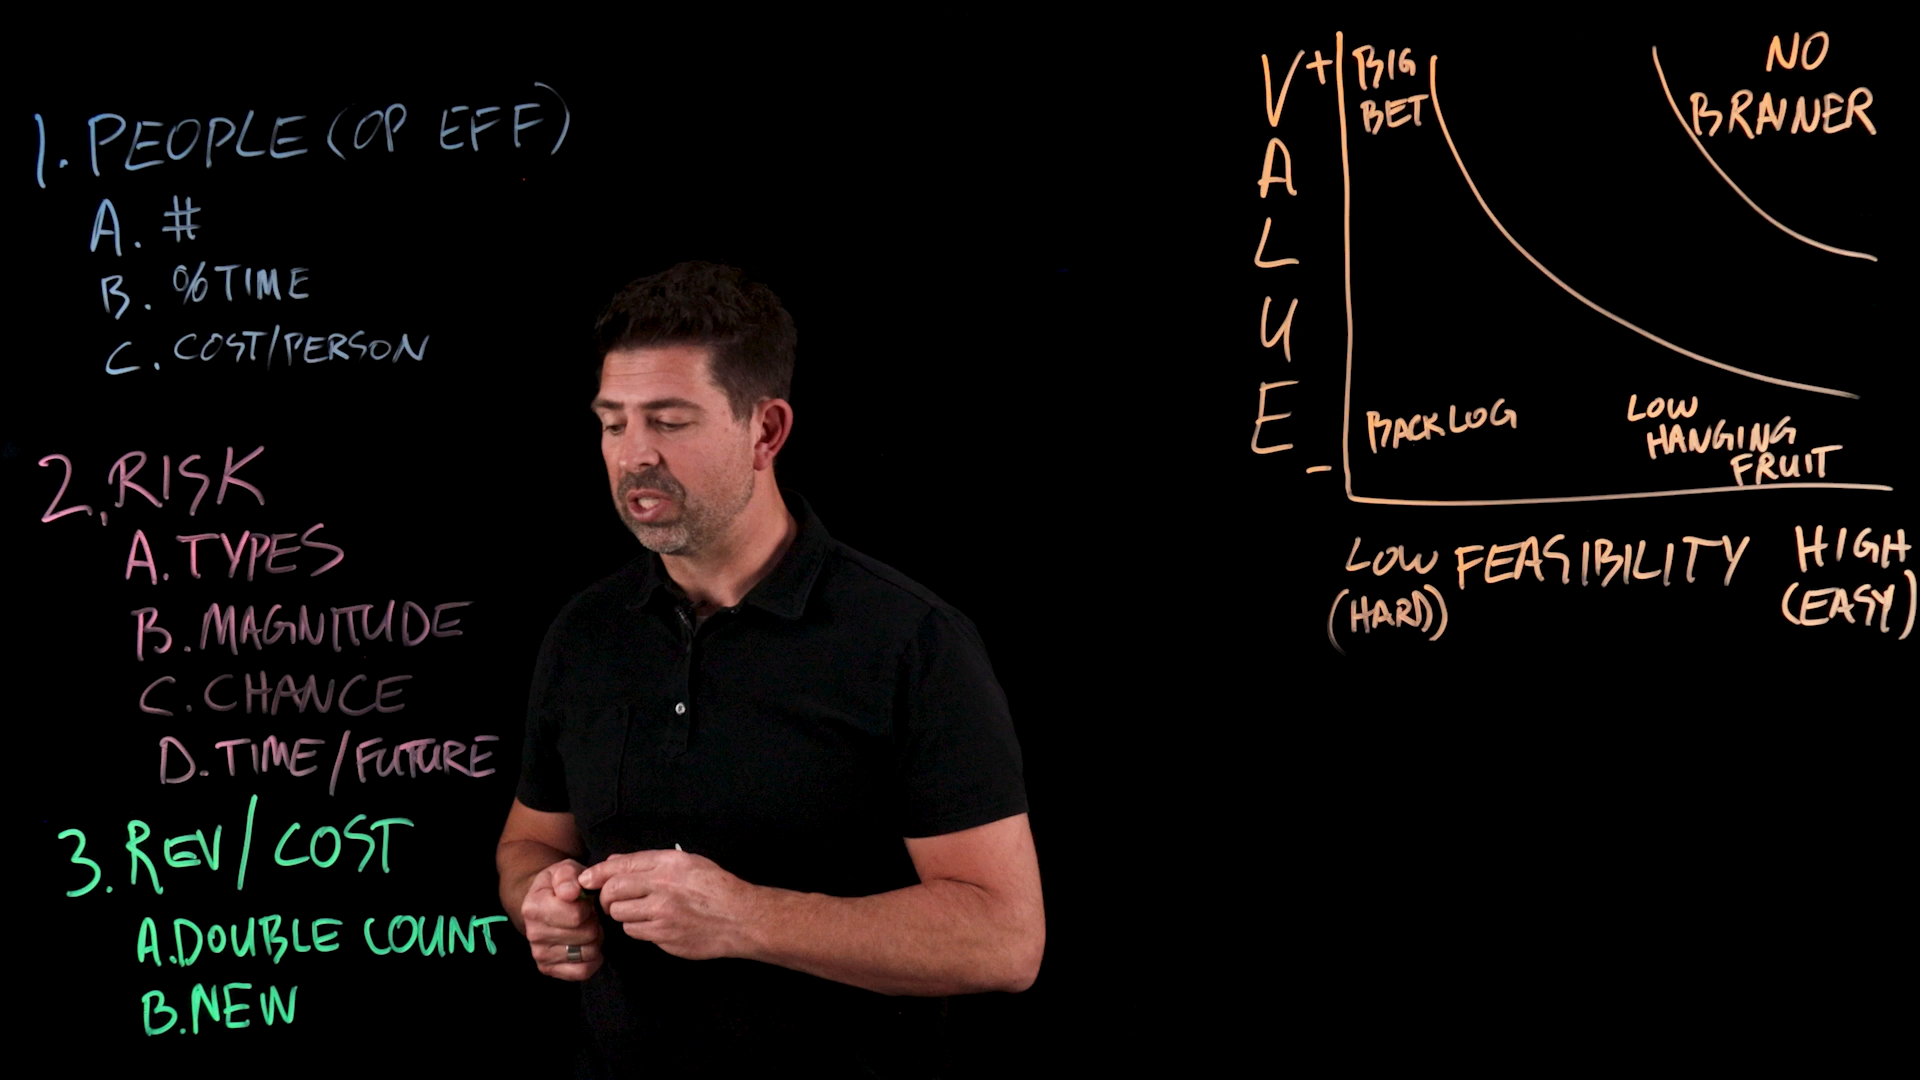 1. PEOPLE (OP EFF)
A. #
B. % TIME
C. COST/PERSON
2. RISK
A. TYPES
B. MAGNITUDE
C. CHANCE
D. TIME/FUTURE
3. REV/COST
A. DOUBLE COUNT
B. NEW
VALUE
+
-
BIG
BET
NO
BRAINER
BACKLOG
LOW
HANGING
FRUIT
LOW FEASIBILITY HIGH
(HARD) (EASY)